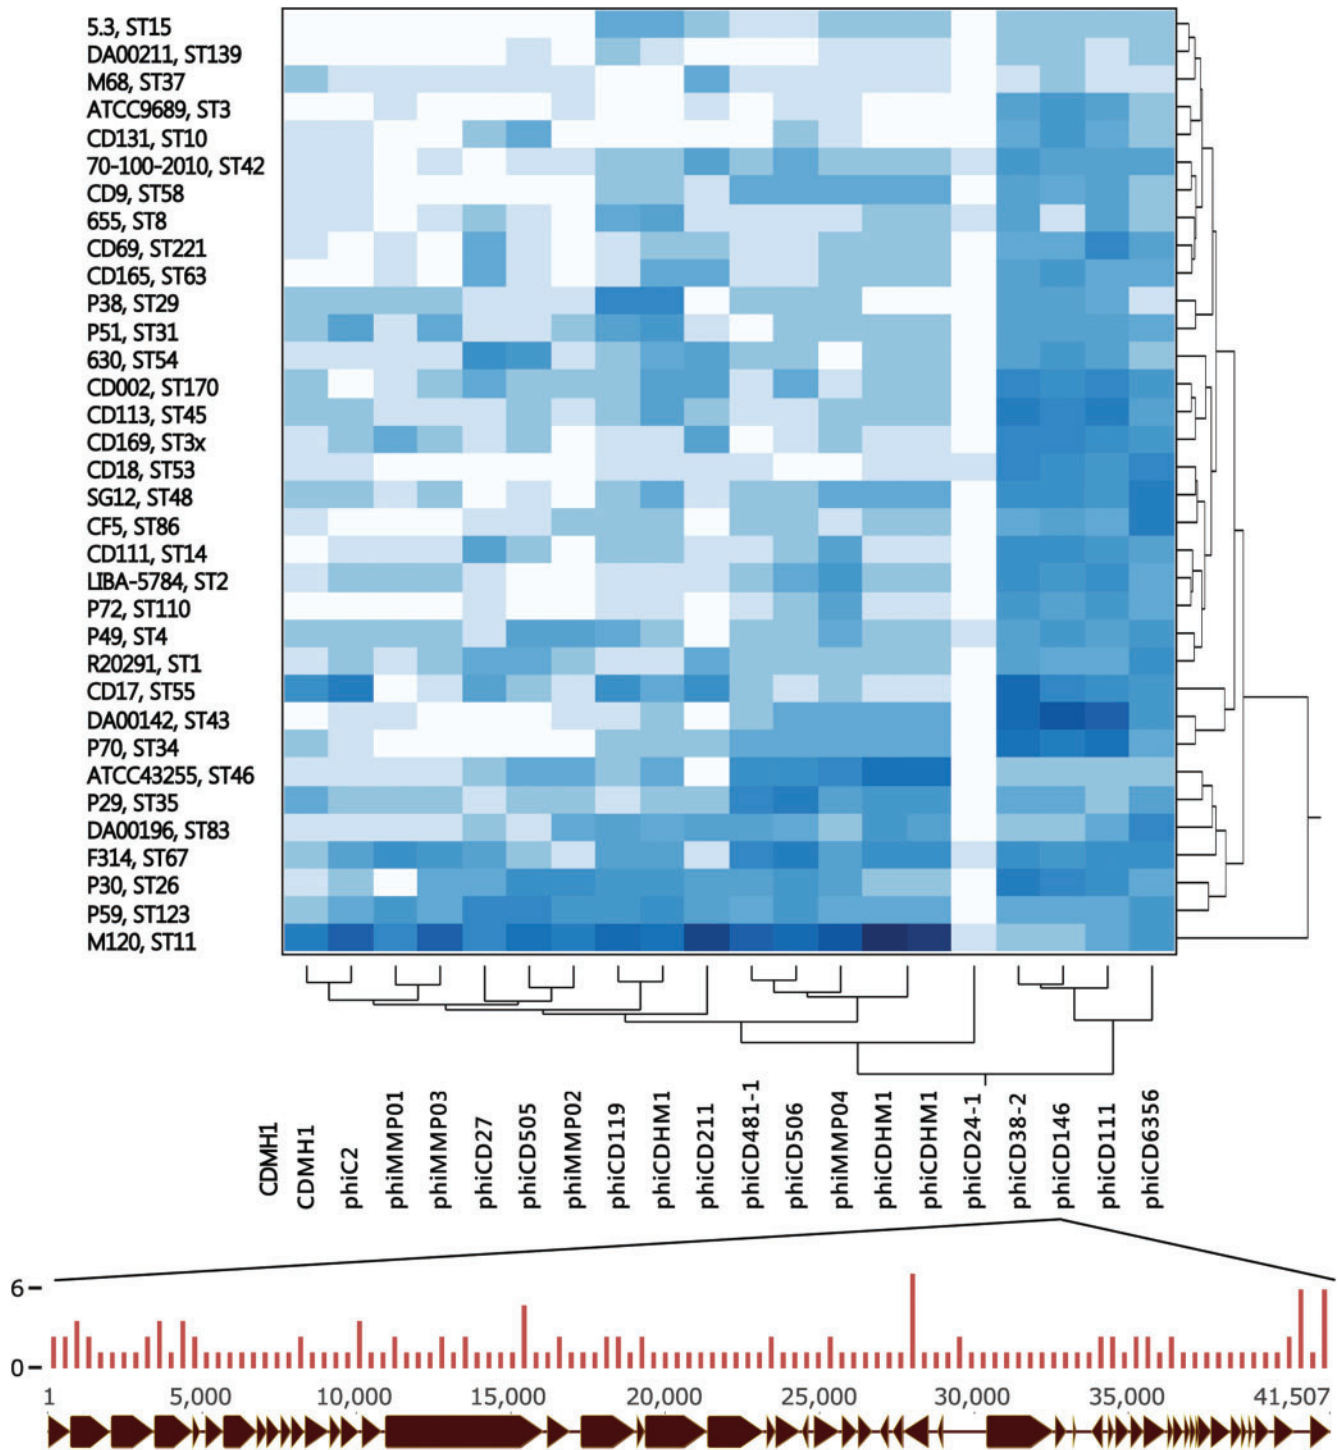 5.3, ST15
DA00211, ST139
M68, ST37
ATCC9689, ST3
CD131, ST10
70-100-2010, ST42
CD9, ST58
655, ST8
CD69, ST221
CD165, ST63
P38, ST29
P51, ST31
630, ST54
CD002, ST170
CD113, ST45
CD169, ST3x
CD18, ST53
SG12, ST48
CF5, ST86
CD111, ST14
LIBA-5784, ST2
P72, ST110
P49, ST4
R20291, ST1
CD17, ST55
DA00142, ST43
P70, ST34
ATCC43255, ST46
P29, ST35
DA00196, ST83
F314, ST67
P30, ST26
P59, ST123
M120, ST11
CDMH1
CDMH1
phiC2
phiMMP01
phiMMP03
phiCD27
phiCD505
phiMMP02
phiCD119
phiCDHM1
phiCD211
phiCD481-1
phiCD506
phiMMP04
phiCDHM1
phiCDHM1
phiCD24-1
phiCD38-2
phiCD146
phiCD111
phiCD6356
6
0
1 5,000 10,000 15,000 20,000 25,000 30,000 35,000 41,507